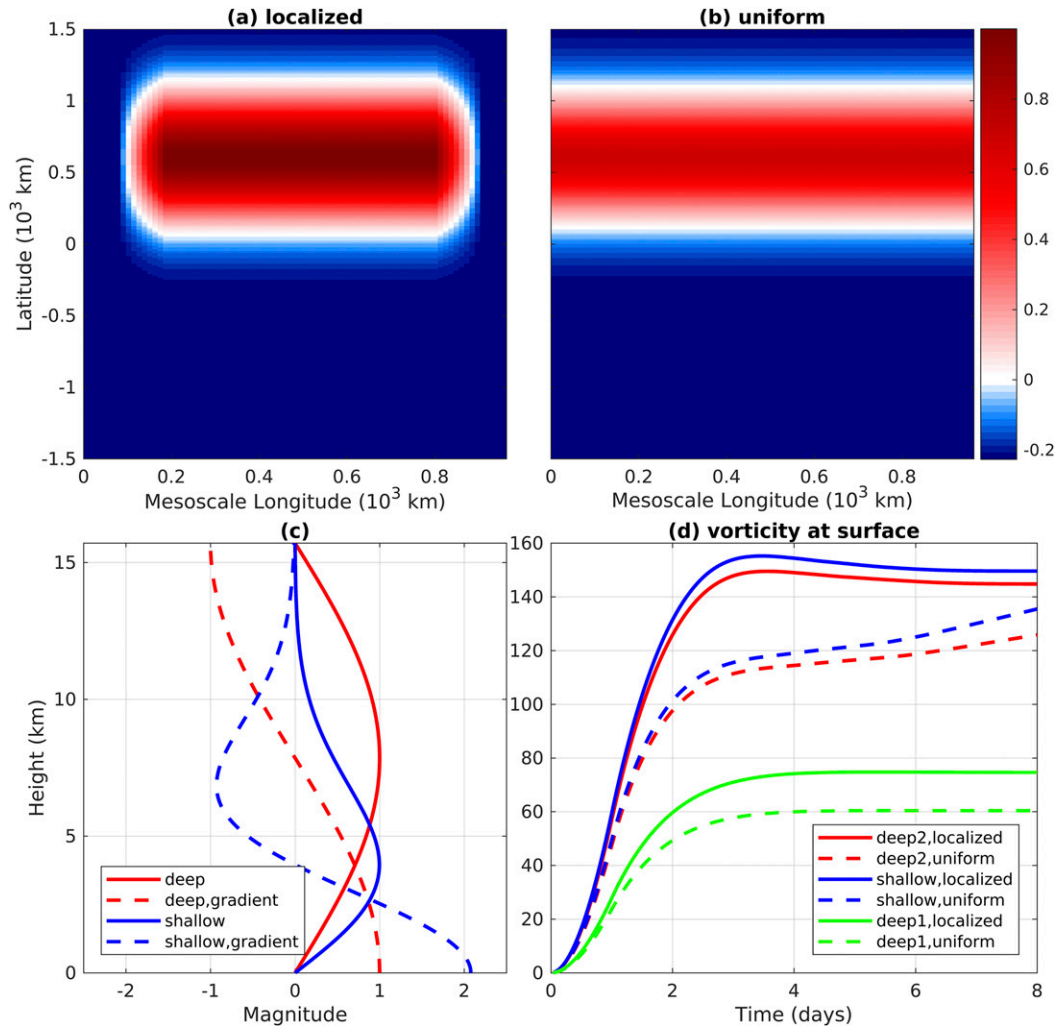 (a) localized
(b) uniform
1.5
1
0.5
0
-0.5
-1
-1.5
Latitude (10³ km)
0
0.2
0.4
0.6
0.8
Mesoscale Longitude (10³ km)
0
0.2
0.4
0.6
0.8
Mesoscale Longitude (10³ km)
0.8
0.6
0.4
0.2
0
-0.2
(c)
15
10
5
0
Height (km)
-2
-1
0
1
2
Magnitude
deep
deep,gradient
shallow
shallow,gradient
(d) vorticity at surface
160
140
120
100
80
60
40
20
0
0
2
4
6
8
Time (days)
deep2,localized
deep2,uniform
shallow,localized
shallow,uniform
deep1,localized
deep1,uniform